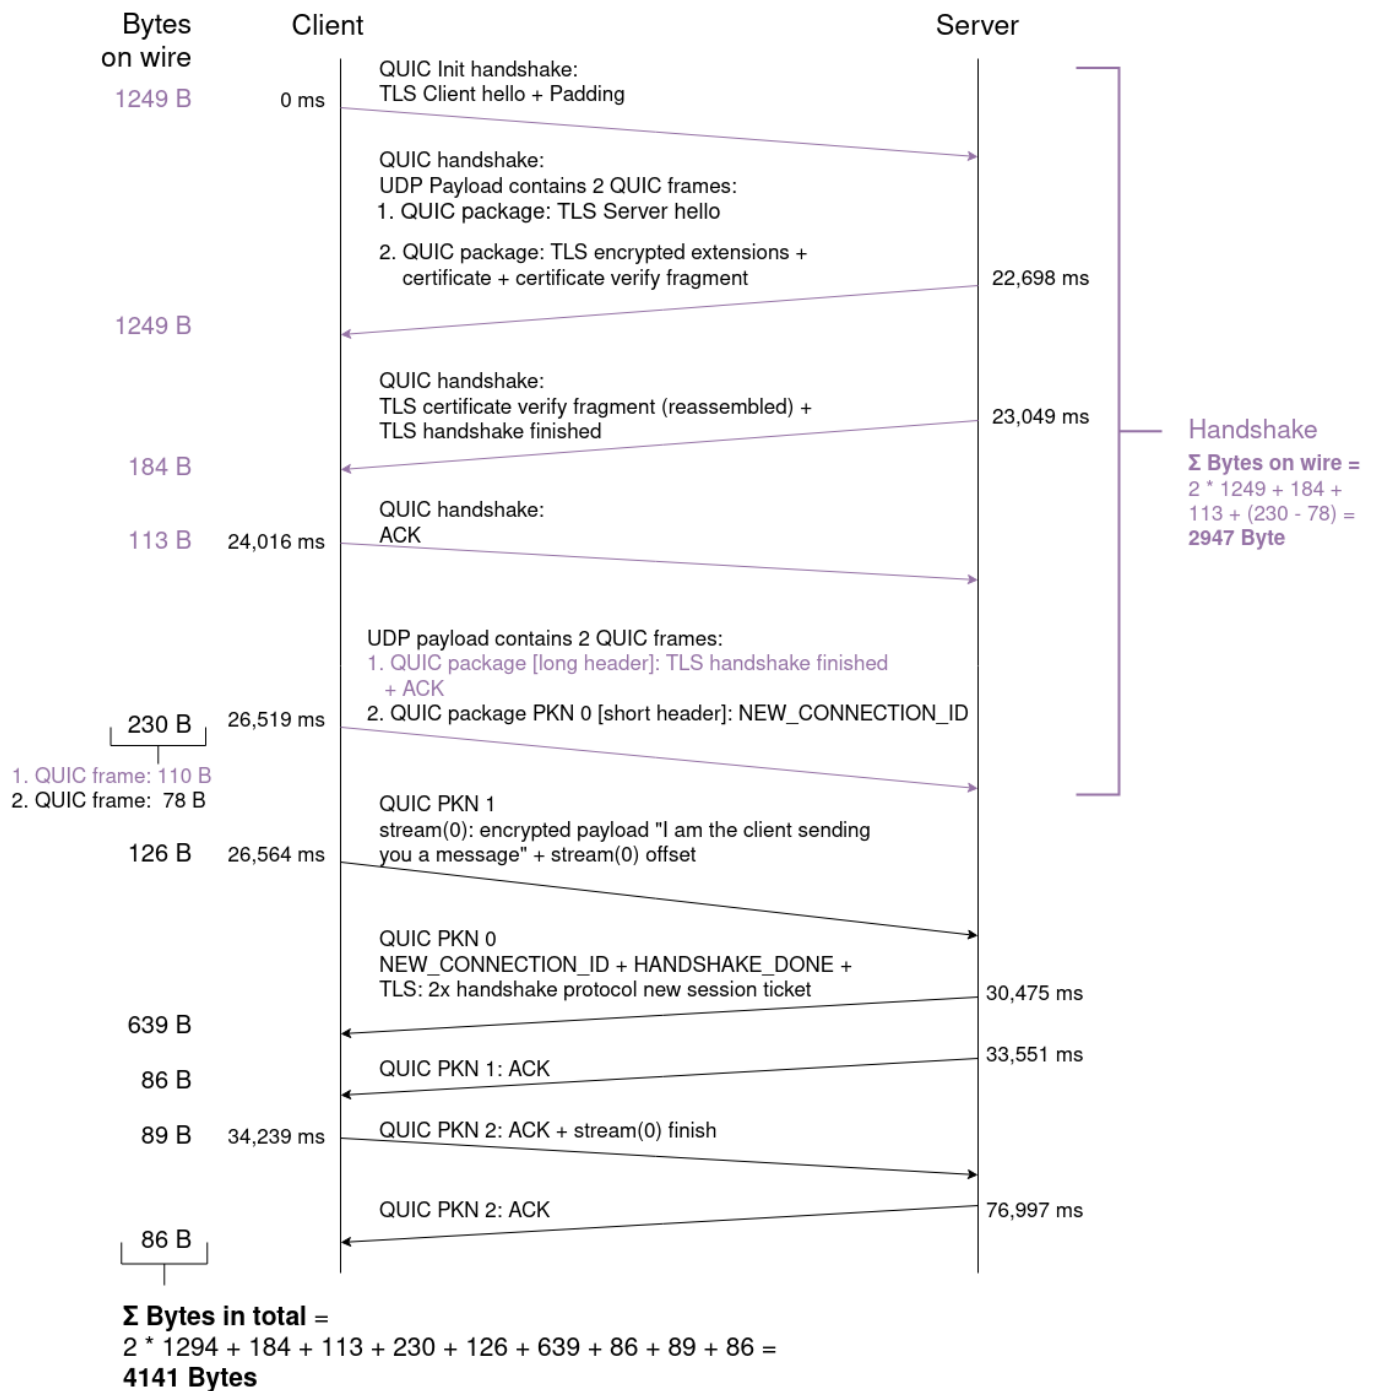 Bytes
on wire
Client
Server
1249 B
0 ms
QUIC Init handshake:
TLS Client hello + Padding
QUIC handshake:
UDP Payload contains 2 QUIC frames:
1. QUIC package: TLS Server hello
2. QUIC package: TLS encrypted extensions +
certificate + certificate verify fragment
22,698 ms
1249 B
QUIC handshake:
TLS certificate verify fragment (reassembled) +
TLS handshake finished
23,049 ms
184 B
Handshake
Σ Bytes on wire =
2 * 1249 + 184 +
113 + (230 - 78) =
2947 Byte
QUIC handshake:
ACK
113 B
24,016 ms
UDP payload contains 2 QUIC frames:
1. QUIC package [long header]: TLS handshake finished
+ ACK
2. QUIC package PKN 0 [short header]: NEW_CONNECTION_ID
230 B
26,519 ms
1. QUIC frame: 110 B
2. QUIC frame: 78 B
QUIC PKN 1
stream(0): encrypted payload "I am the client sending
you a message" + stream(0) offset
126 B
26,564 ms
QUIC PKN 0
NEW_CONNECTION_ID + HANDSHAKE_DONE +
TLS: 2x handshake protocol new session ticket
30,475 ms
639 B
33,551 ms
QUIC PKN 1: ACK
86 B
89 B
34,239 ms
QUIC PKN 2: ACK + stream(0) finish
QUIC PKN 2: ACK
76,997 ms
86 B
Σ Bytes in total =
2 * 1294 + 184 + 113 + 230 + 126 + 639 + 86 + 89 + 86 =
4141 Bytes